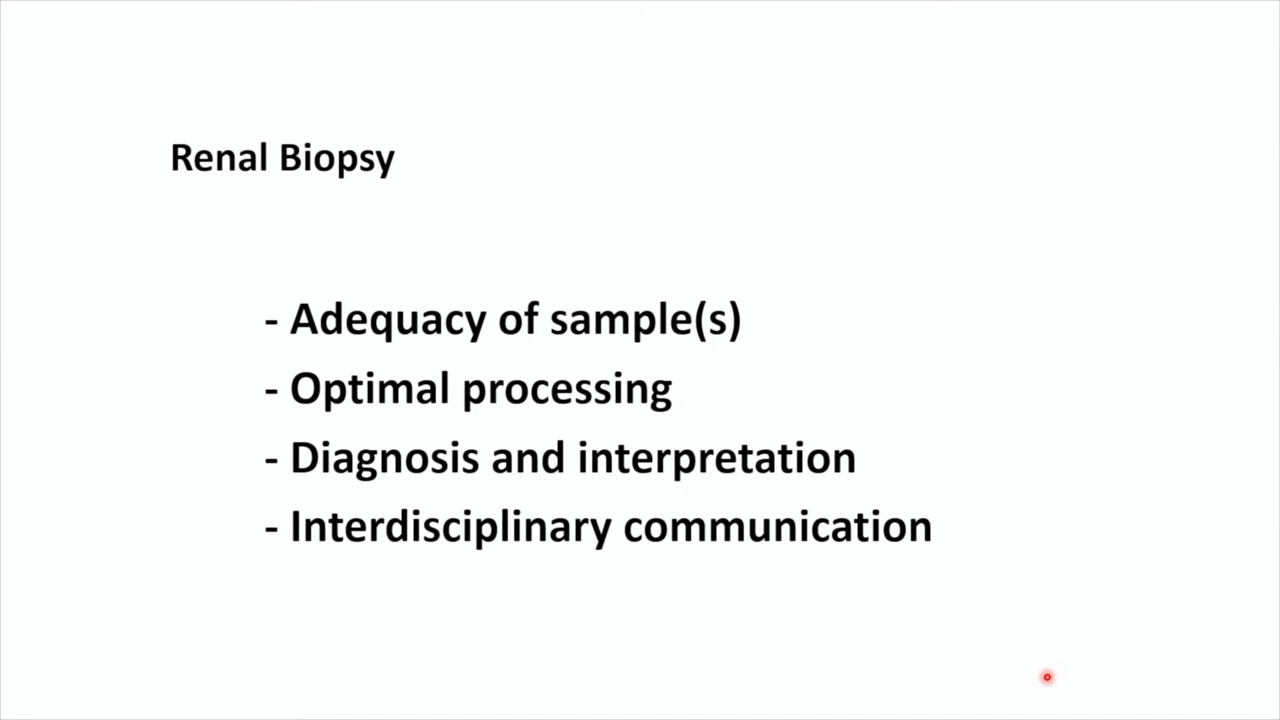 Renal Biopsy
- Adequacy of sample(s)
- Optimal processing
- Diagnosis and interpretation
- Interdisciplinary communication